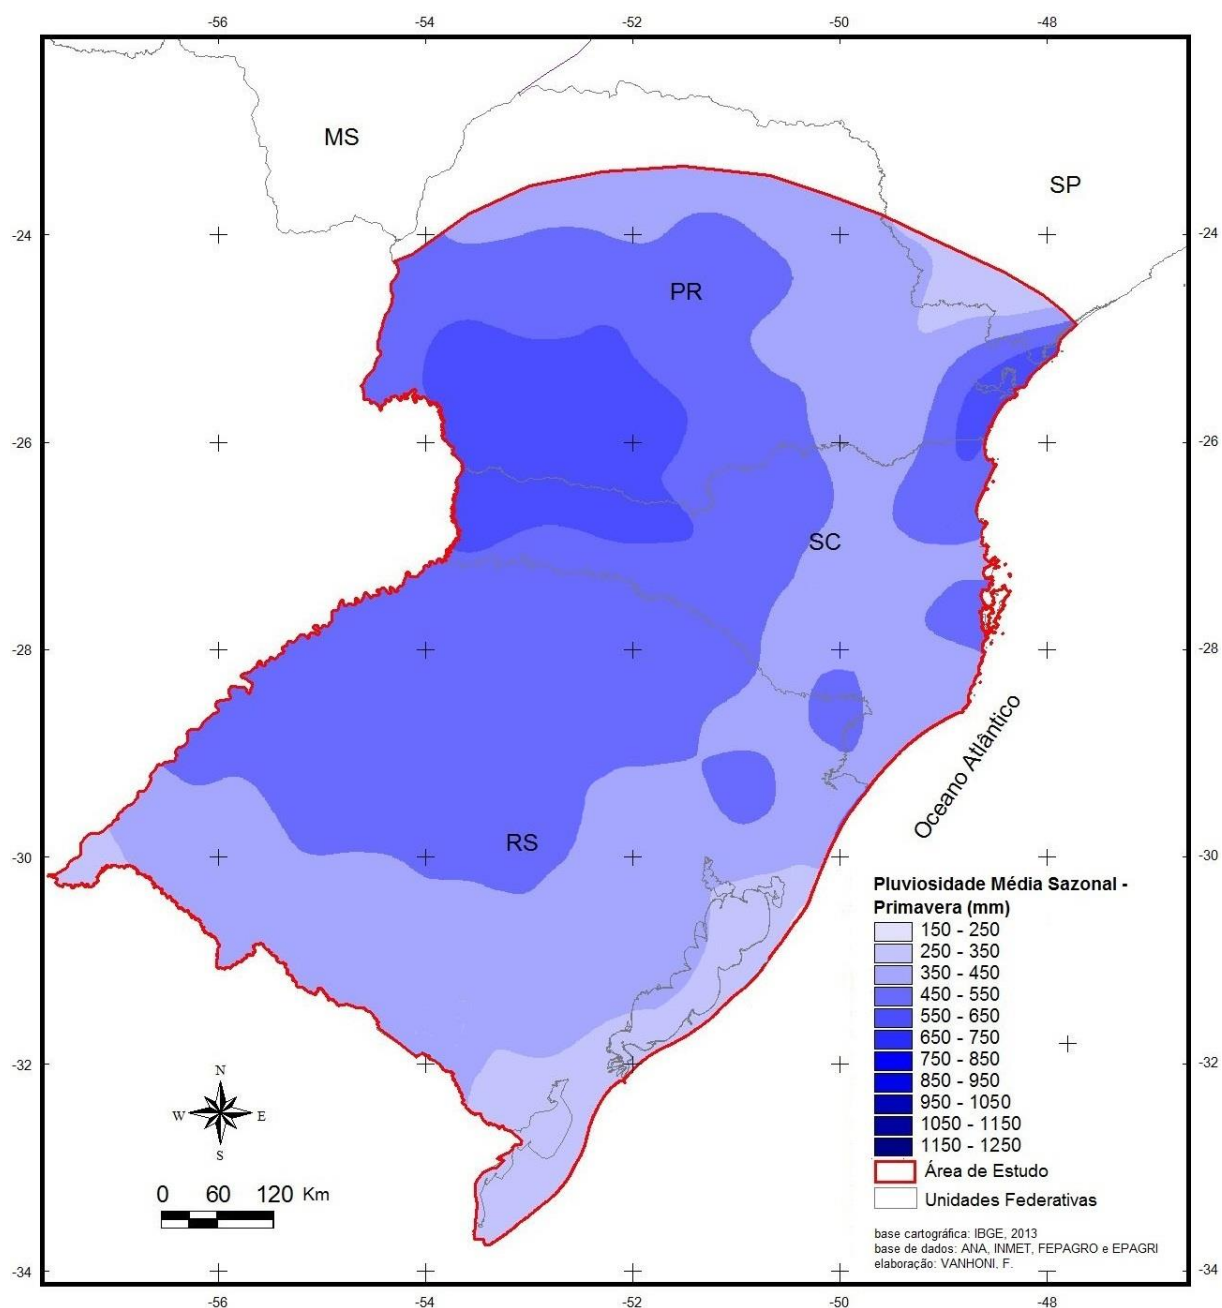 -56 -54 -52 -50 -48
MS
SP
-24 -24
PR
-26 -26
SC
-28 -28
Oceano Atlântico
RS
-30 -30
Pluviosidade Média Sazonal -
Primavera (mm)
150 - 250
250 - 350
350 - 450
450 - 550
550 - 650
650 - 750
750 - 850
850 - 950
950 - 1050
1050 - 1150
1150 - 1250
Área de Estudo
Unidades Federativas
-32 -32
N
W E
S
0 60 120 Km
base cartográfica: IBGE, 2013
base de dados: ANA, INMET, FEPAGRO e EPAGRI
elaboração: VANHONI, F.
-34 -34
-56 -54 -52 -50 -48